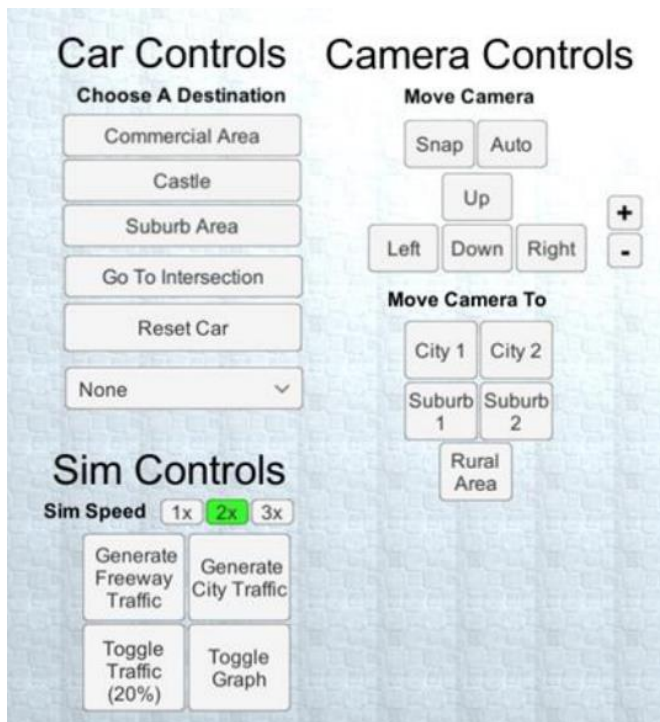 Car Controls
Choose A Destination
Commercial Area
Castle
Suburb Area
Go To Intersection
Reset Car
None
Sim Controls
Sim Speed 1x 2x 3x
Generate
Freeway
Traffic
Generate
City Traffic
Toggle
Traffic
(20%)
Toggle
Graph
Camera Controls
Move Camera
Snap Auto
Up
Left Down Right
+
-
Move Camera To
City 1 City 2
Suburb
1
Suburb
2
Rural
Area